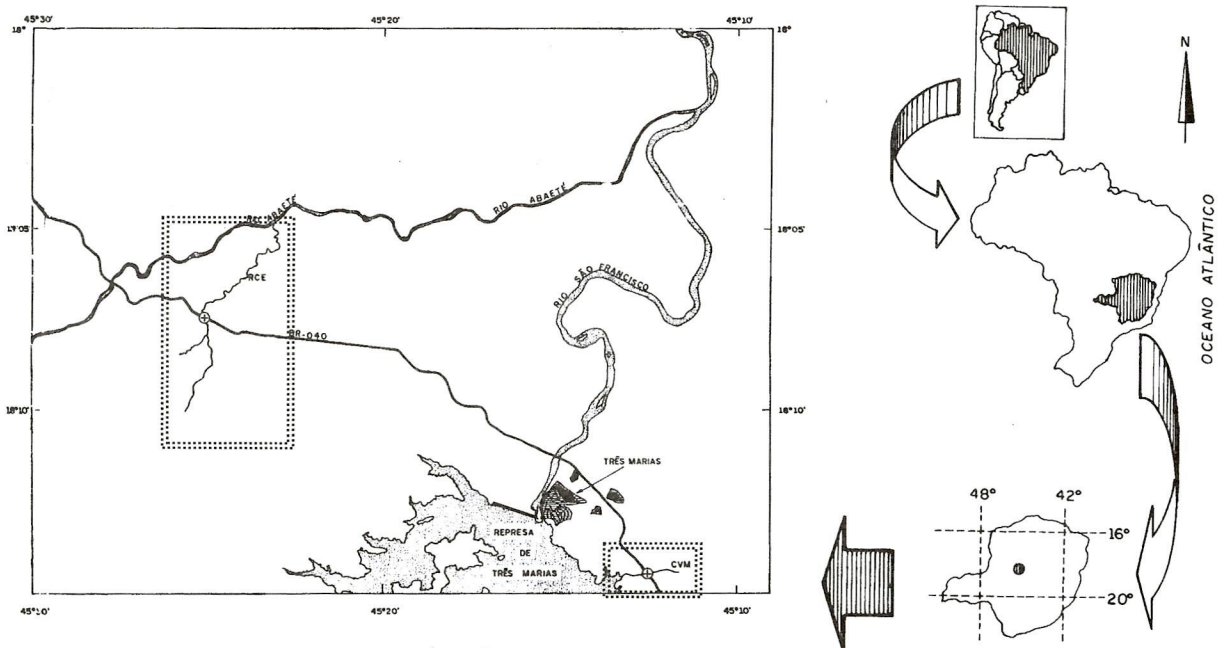 45°30'
45°20'
45°10'
18°
18°
N
RIO ABAETÉ
17°05
18°05'
RCE
RIO SÃO FRANCISCO
BR-040
OCEANO ATLÂNTICO
18°10'
18°10'
TRÊS MARIAS
REPRESA
DE
TRÊS MARIAS
CVM
48°
42°
16°
20°
45°10'
45°20'
45°10'